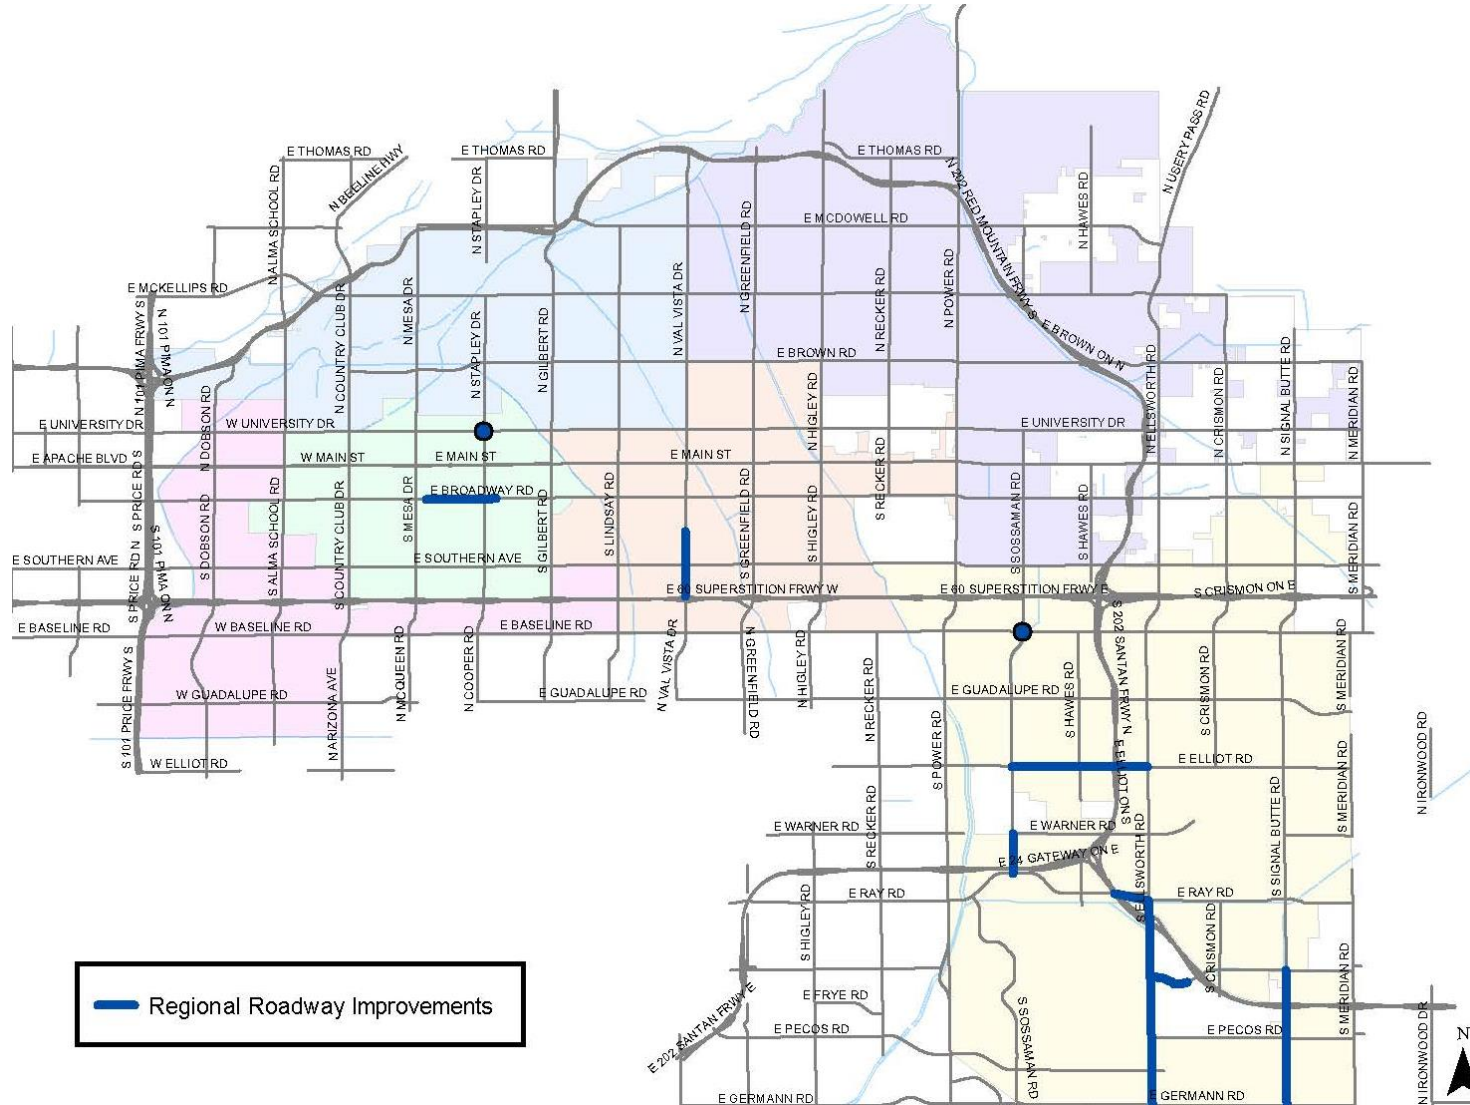 E THOMAS RD
E THOMAS RD
E THOMAS RD
N BEELINE HWY
N USERY PASS RD
N ALMA SCHOOL RD
N STAPLEY DR
N 202 RED MOUNTAIN FRWY S
N HAWES RD
E MCDOWELL RD
N GREENFIELD RD
E MCKELLIPS RD
N COUNTRY CLUB DR
N MESA DR
N STAPLEY DR
N GILBERT RD
N VAL VISTA DR
N RECKER RD
N POWER RD
E BROWN ON N
E BROWN RD
N 101 PIMA FRWY S
N 101 PIMA ON N
N DOBSON RD
N HIGLEY RD
N ELLSWORTH RD
N CRISMON RD
N SIGNAL BUTTE RD
N MERIDIAN RD
E UNIVERSITY DR
W UNIVERSITY DR
E UNIVERSITY DR
E APACHE BLVD
W MAIN ST
E MAIN ST
E MAIN ST
E BROADWAY RD
S PRICE RD N
S PRICE RD S
S 101 PIMA ON N
S DOBSON RD
S ALMA SCHOOL RD
S COUNTRY CLUB DR
S MESA DR
S GILBERT RD
S LINDSAY RD
S GREENFIELD RD
S HIGLEY RD
S RECKER RD
S SOSSAMAN RD
S HAWES RD
S MERIDIAN RD
E SOUTHERN AVE
E SOUTHERN AVE
E 60 SUPERSTITION FRWY W
E 60 SUPERSTITION FRWY E
S CRISMON ON E
E BASELINE RD
W BASELINE RD
E BASELINE RD
S 202 SANTAN FRWY N
S 101 PRICE FRWY S
W GUADALUPE RD
N ARIZONA AVE
N MCQUEEN RD
N COOPER RD
E GUADALUPE RD
N VAL VISTA DR
N GREENFIELD RD
N HIGLEY RD
N RECKER RD
E GUADALUPE RD
S HAWES RD
S CRISMON RD
S MERIDIAN RD
W ELLIOT RD
S POWER RD
E ELLIOT ON S
E ELLIOT RD
S MERIDIAN RD
N IRONWOOD RD
E WARNER RD
S RECKER RD
E WARNER RD
S ELLSWORTH RD
S SIGNAL BUTTE RD
E 24 GATEWAY ON E
E RAY RD
E RAY RD
S HIGLEY RD
S CRISMON RD
S MERIDIAN RD
E FRYE RD
E 202 SANTAN FRWY E
E PECOS RD
S SOSSAMAN RD
E PECOS RD
N IRONWOOD DR
E GERMANN RD
E GERMANN RD
Regional Roadway Improvements
N